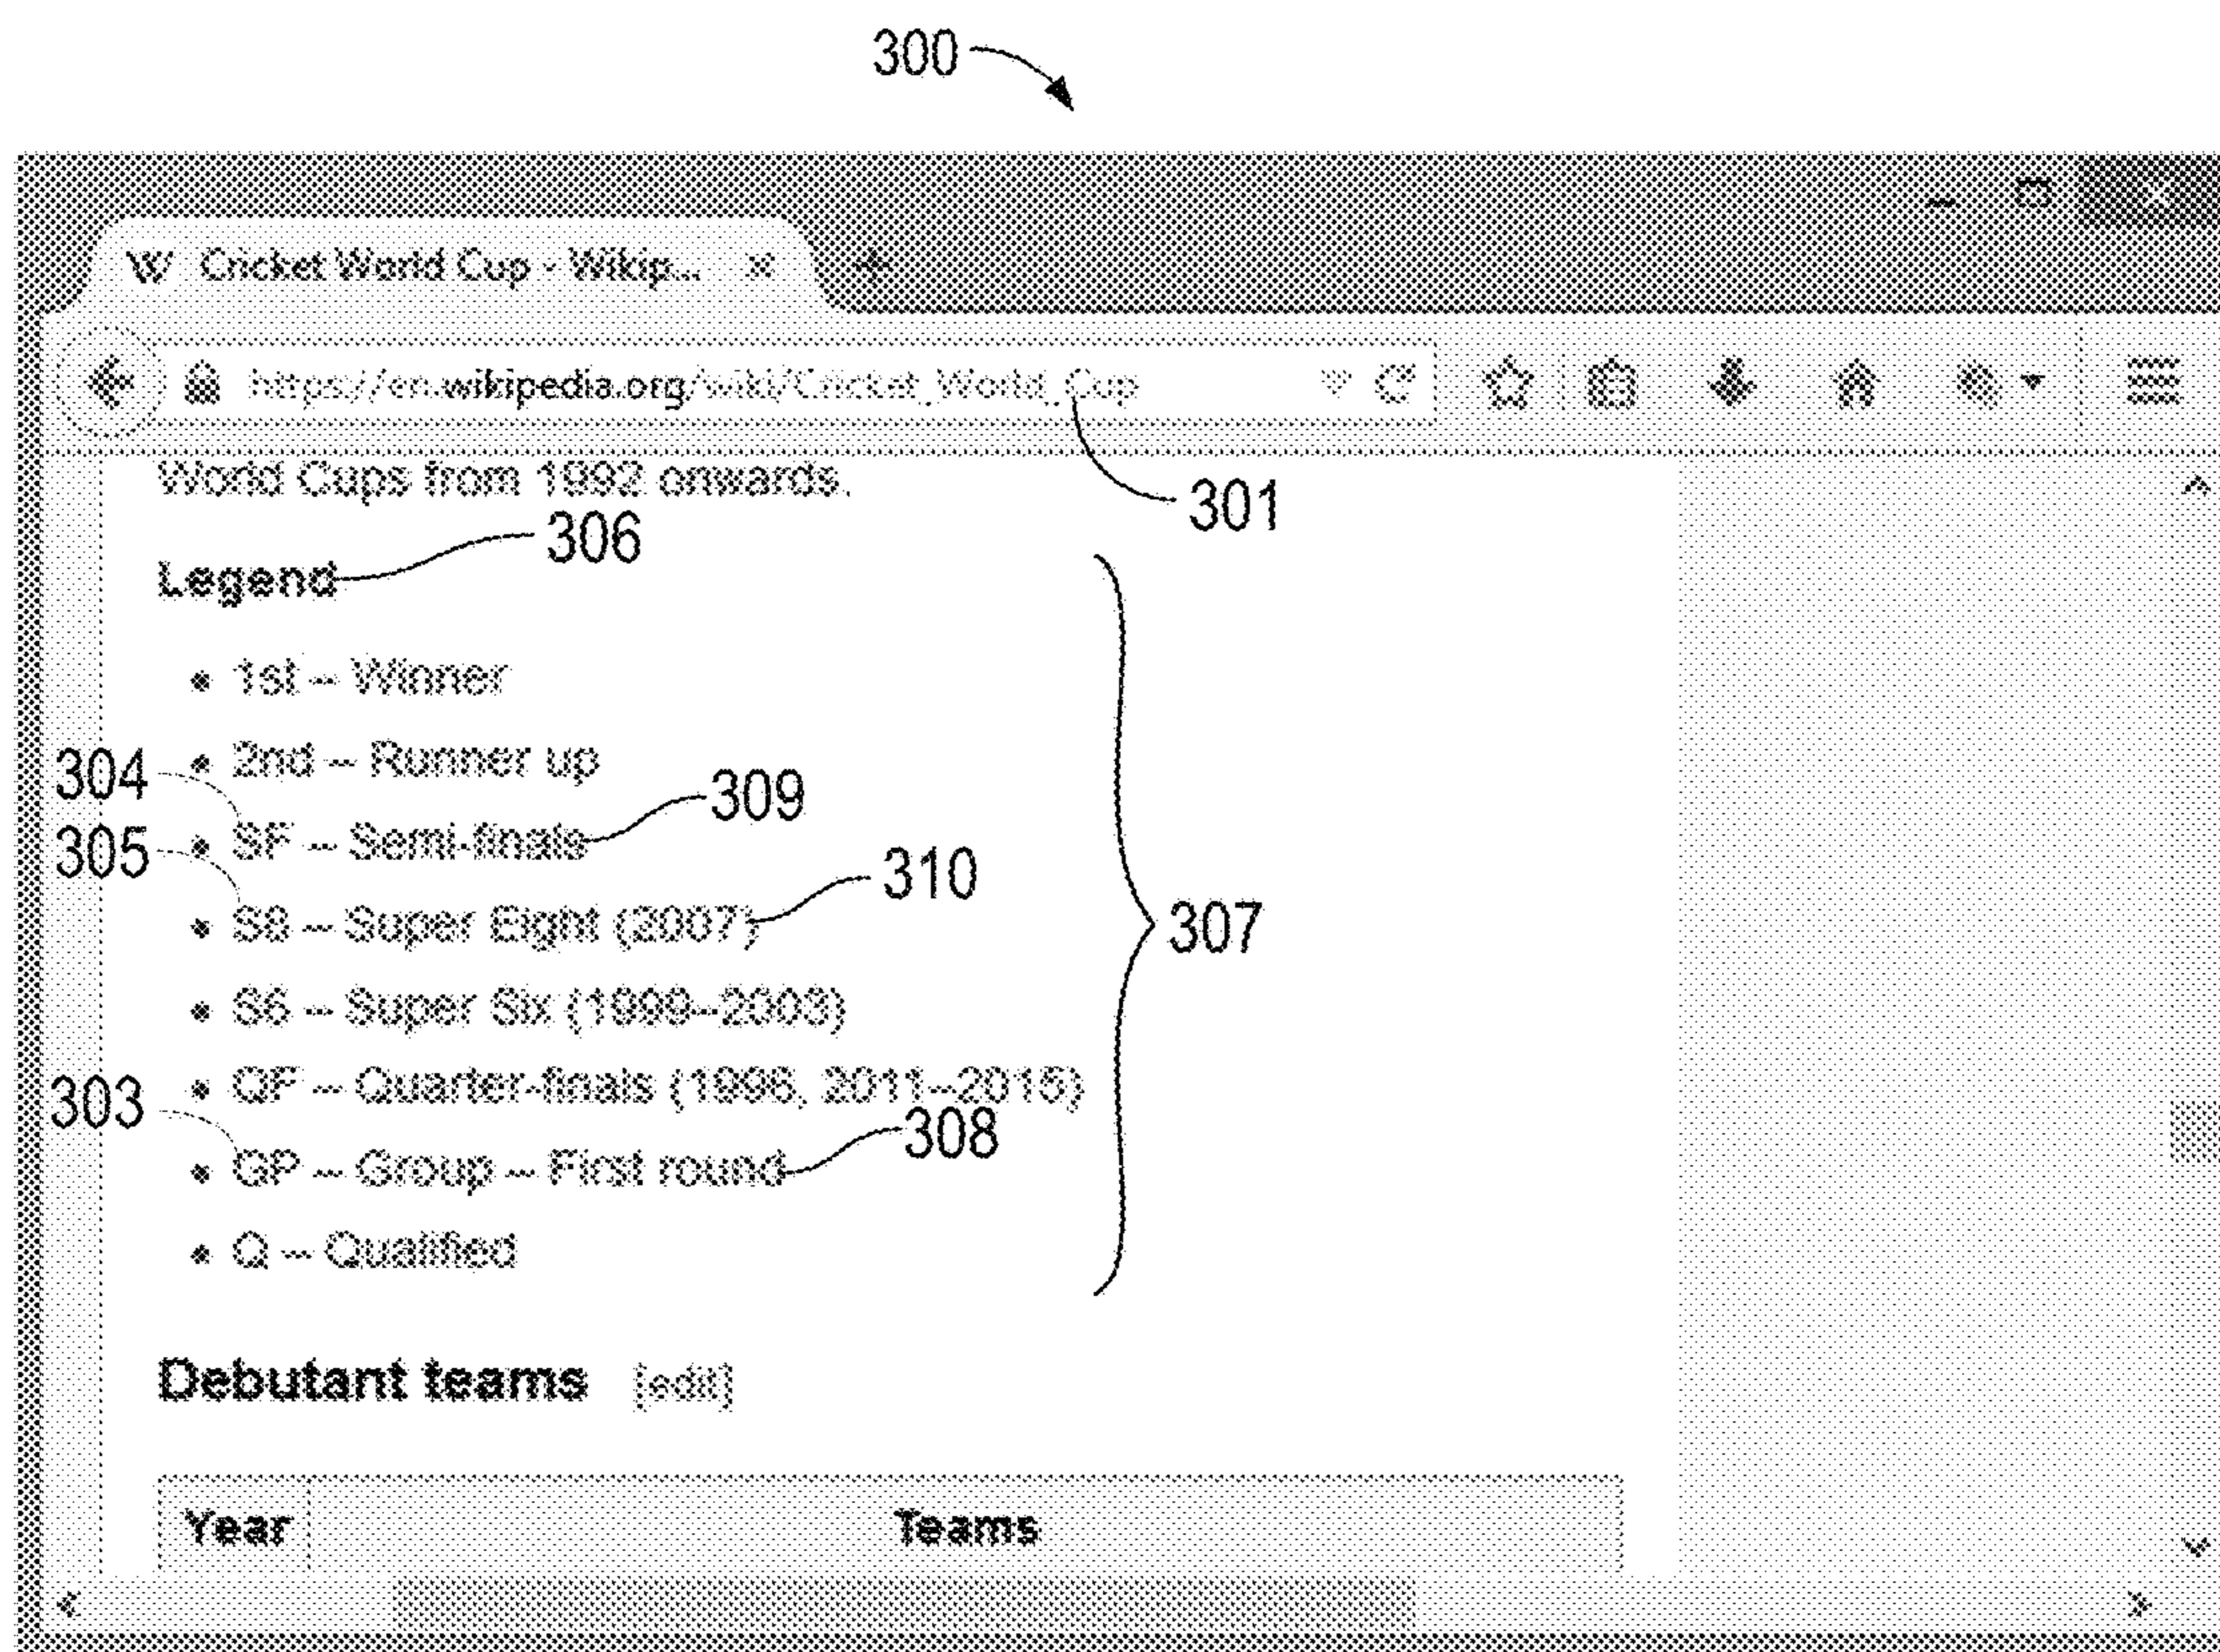 300
Cricket World Cup - Wikip...
https://en.wikipedia.org/wiki/Cricket_World_Cup
World Cups from 1992 onwards.
301
306
Legend
1st – Winner
2nd – Runner up
304
309
SF – Semi-finals
305
310
S8 – Super Eight (2007)
307
S6 – Super Six (1999–2003)
QF – Quarter-finals (1996, 2011–2015)
303
308
GP – Group – First round
Q – Qualified
Debutant teams [edit]
Year Teams